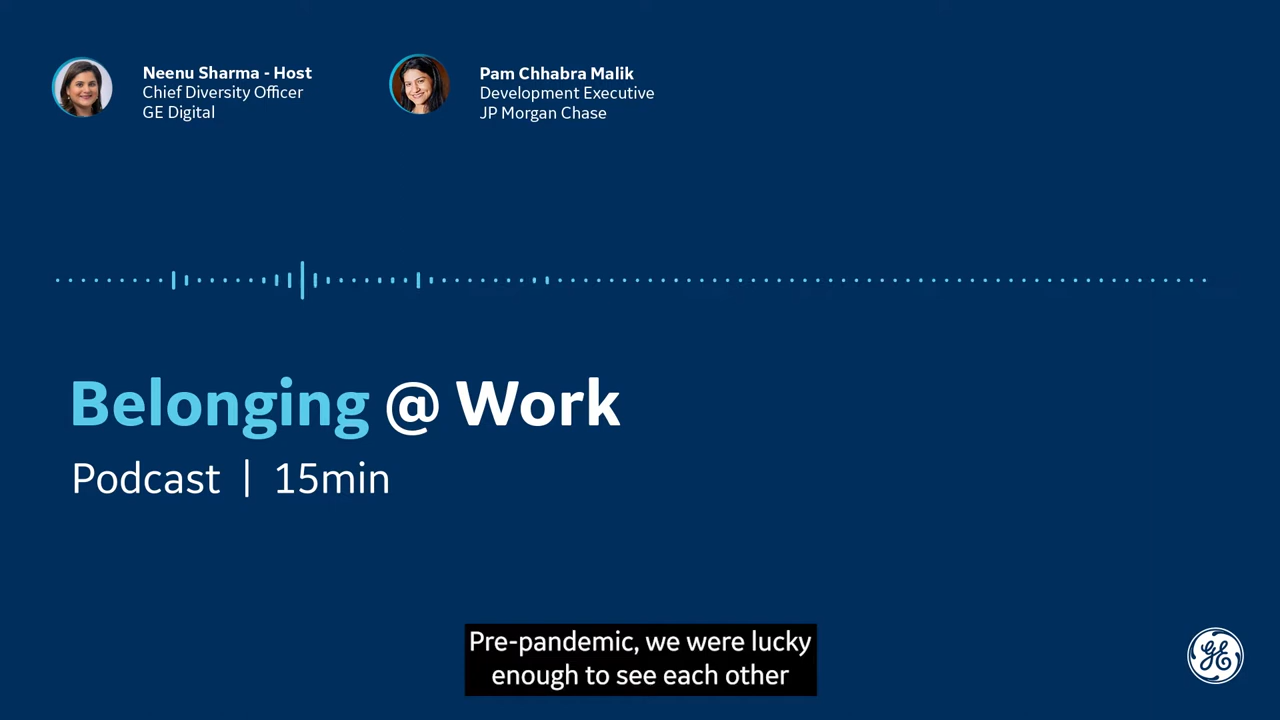 Neenu Sharma - Host
Chief Diversity Officer
GE Digital
Pam Chhabra Malik
Development Executive
JP Morgan Chase
Belonging @ Work
Podcast | 15min
Pre-pandemic, we were lucky
enough to see each other
GE